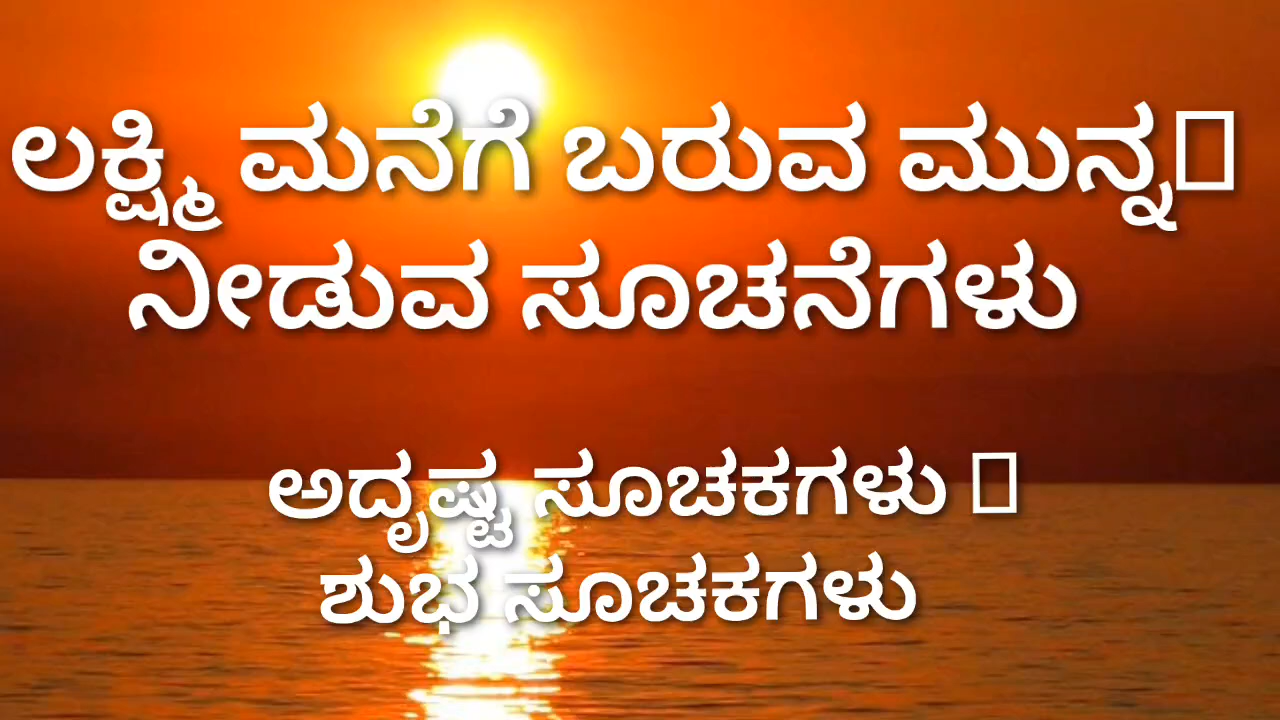 ಲಕ್ಷ್ಮಿ ಮನೆಗೆ ಬರುವ ಮುನ್ನ
ನೀಡುವ ಸೂಚನೆಗಳು
ಅದೃಷ್ಟ ಸೂಚಕಗಳು
ಶುಭ ಸೂಚಕಗಳು